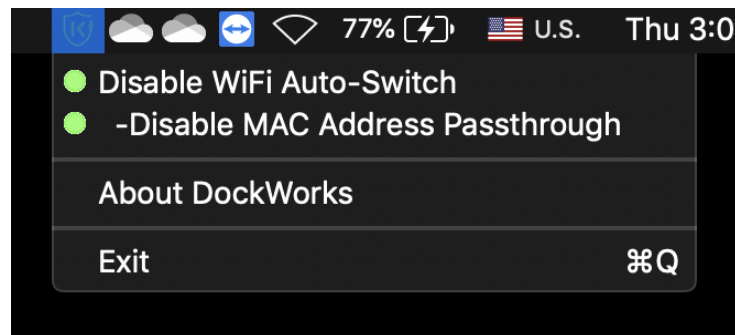 77% U.S. Thu 3:0
Disable WiFi Auto-Switch
-Disable MAC Address Passthrough
About DockWorks
Exit ⌘Q